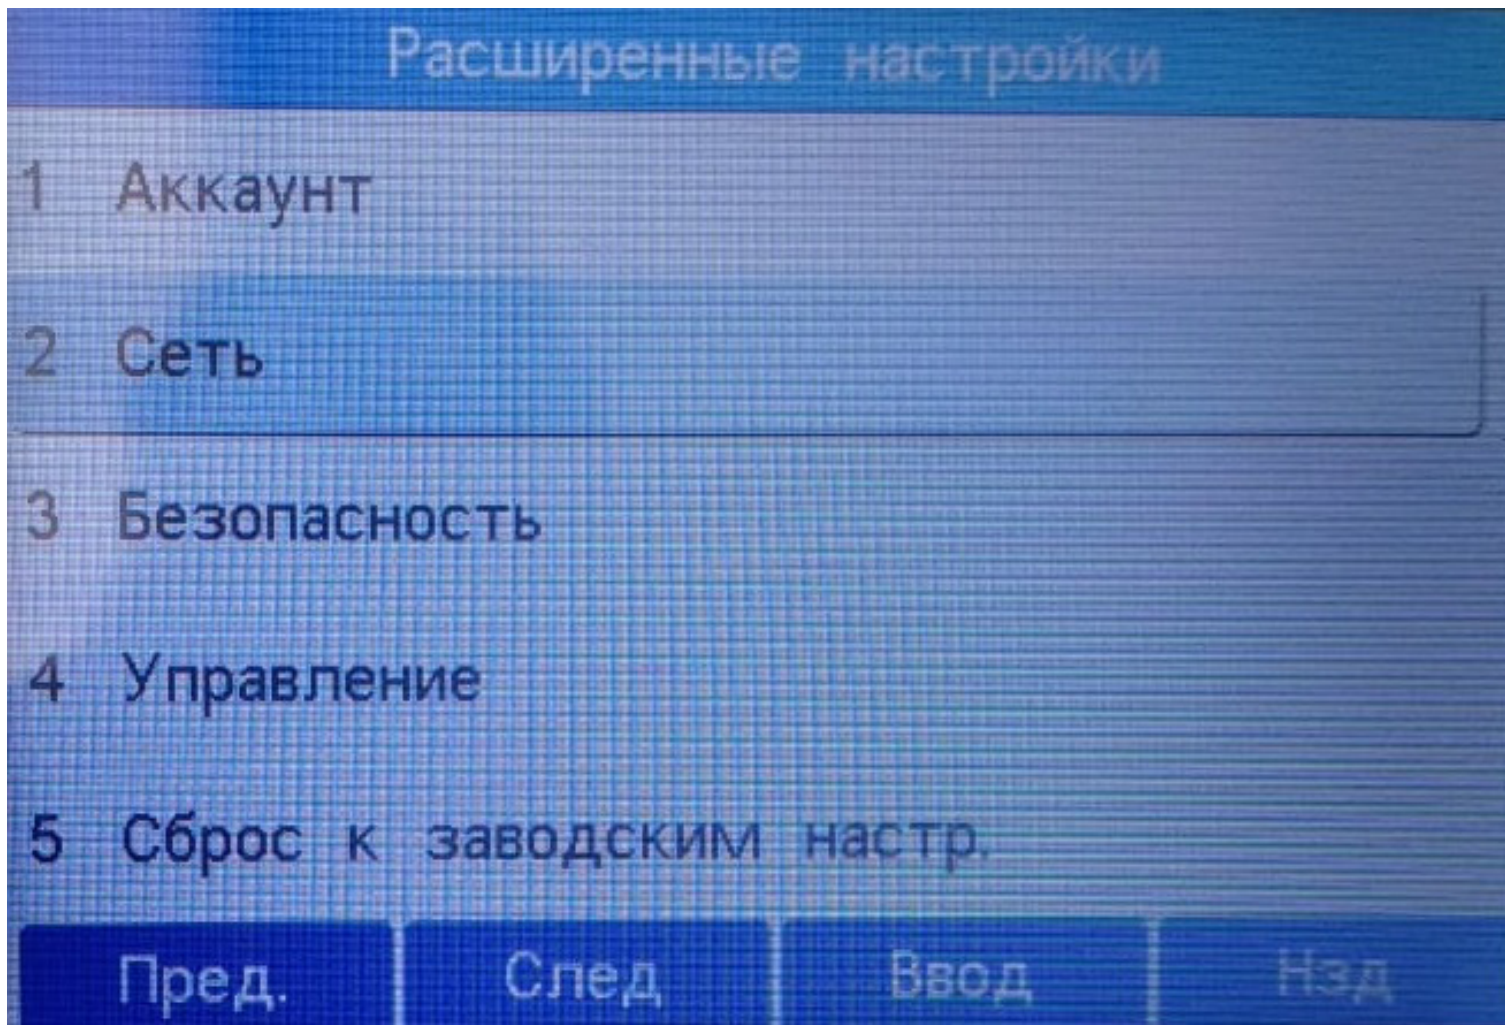 Расширенные настройки
1 Аккаунт
2 Сеть
3 Безопасность
4 Управление
5 Сброс к заводским настр.
Пред. След Ввод Нзд